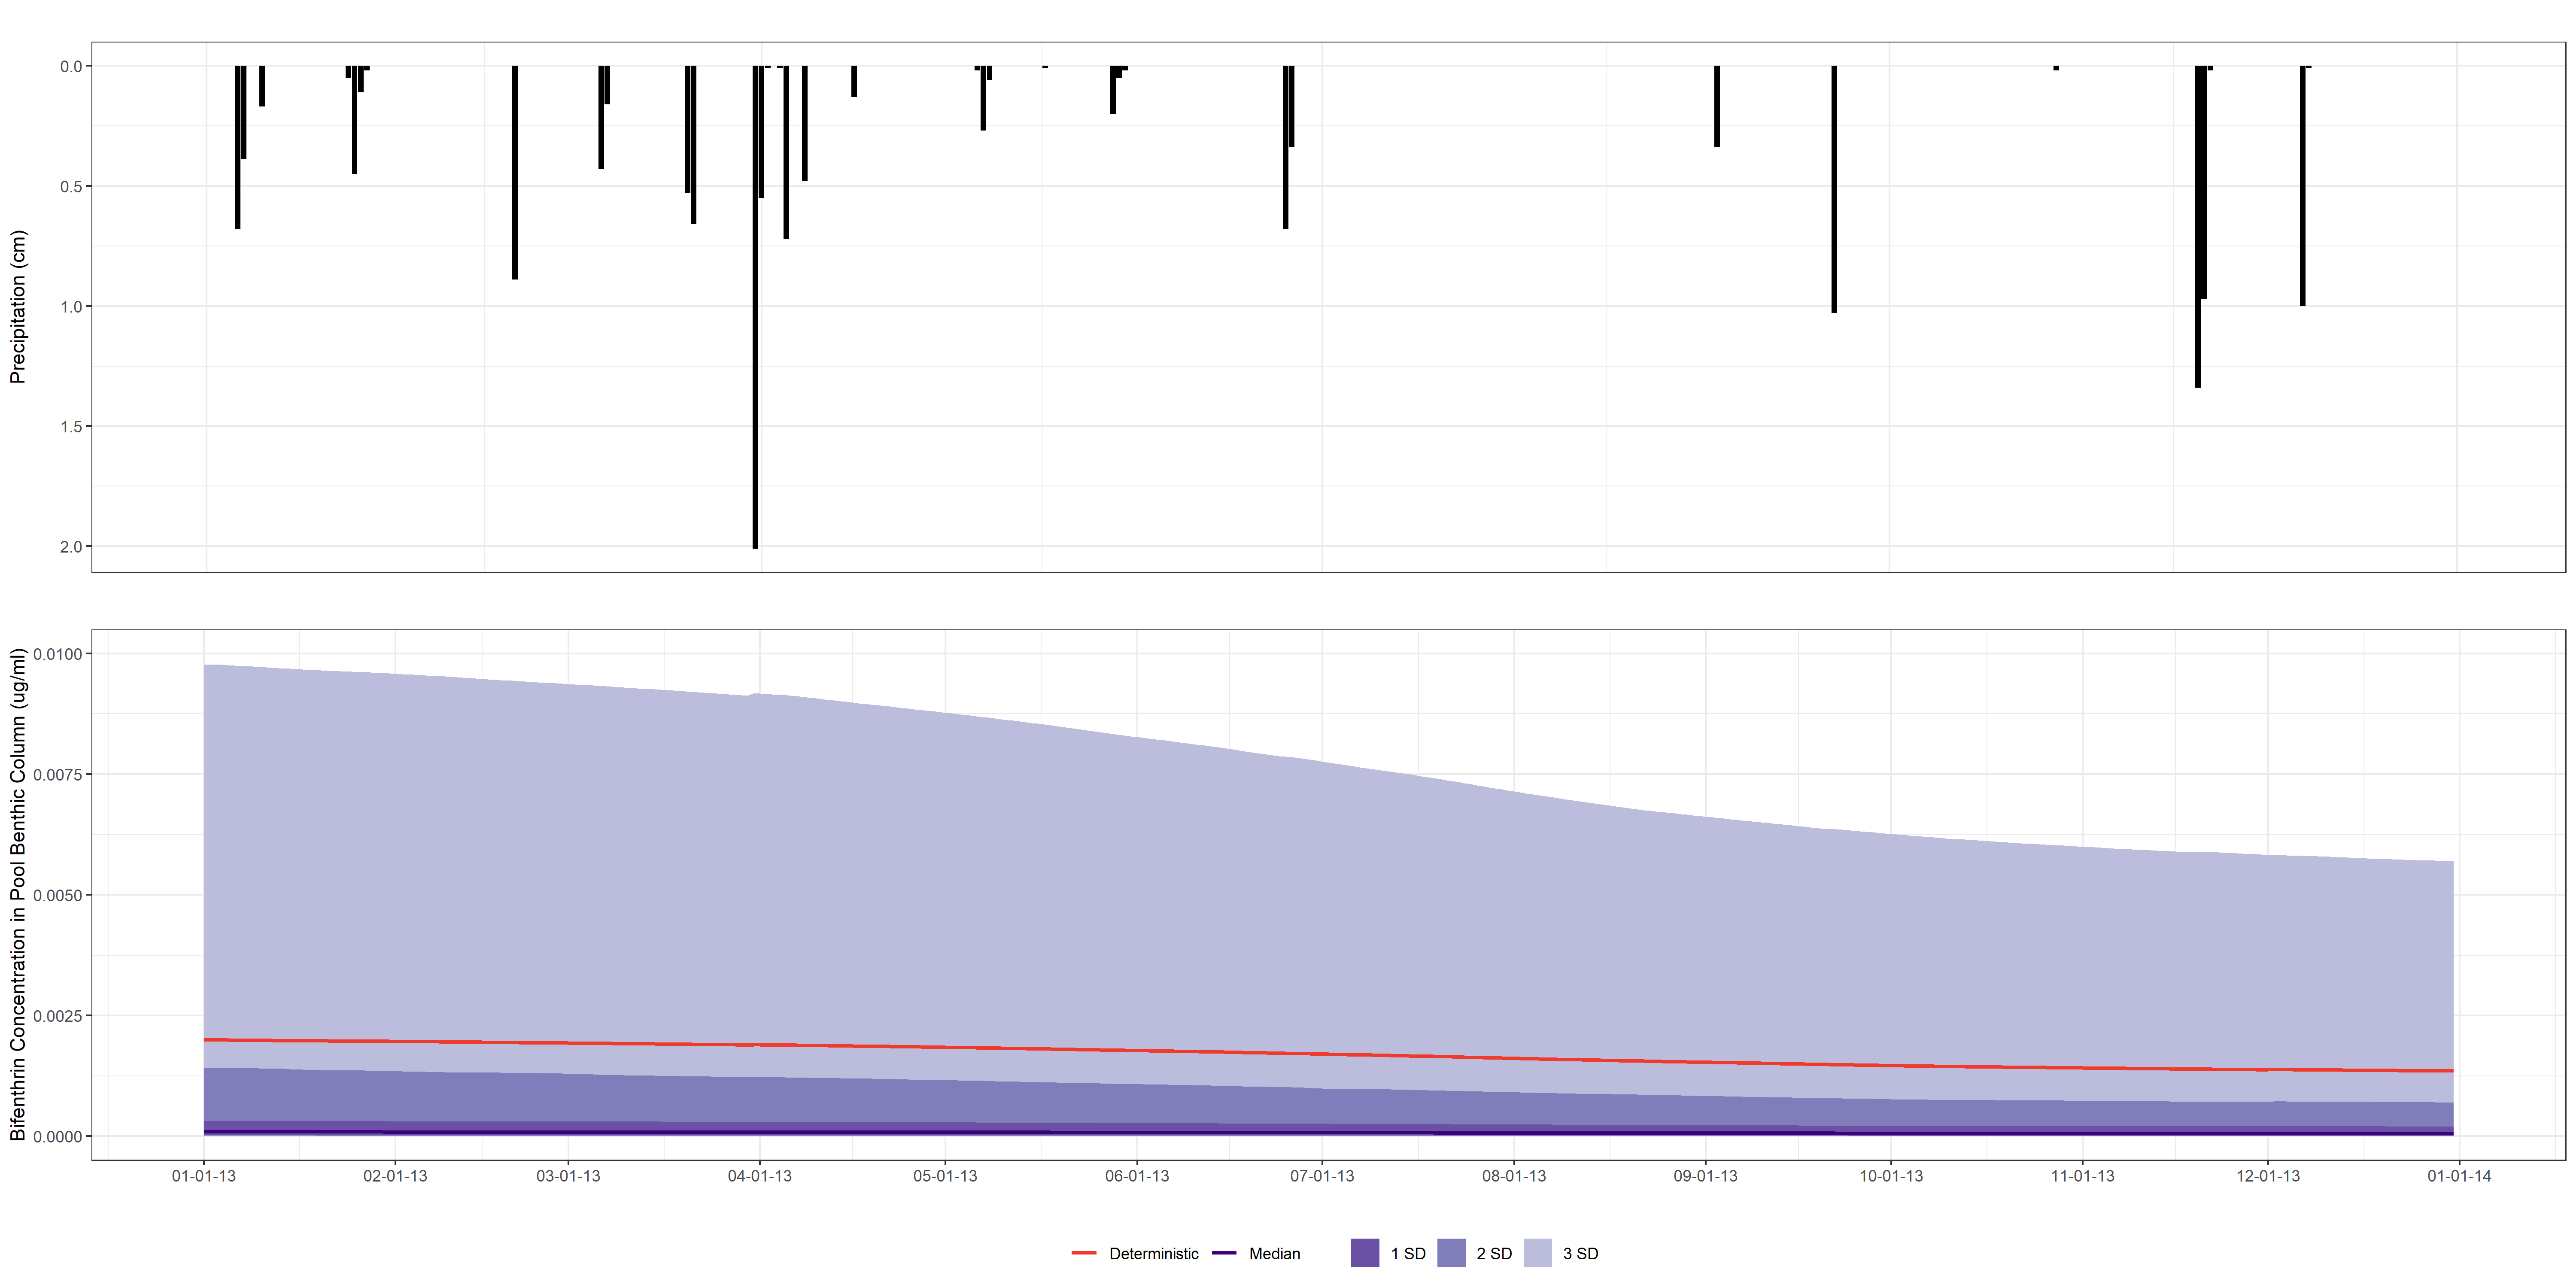 Precipitation (cm)
0.0
0.5
1.0
1.5
2.0
Bifenthrin Concentration in Pool Benthic Column (ug/ml)
0.0100
0.0075
0.0050
0.0025
0.0000
01-01-13 02-01-13 03-01-13 04-01-13 05-01-13 06-01-13 07-01-13 08-01-13 09-01-13 10-01-13 11-01-13 12-01-13 01-01-14
Deterministic Median 1 SD 2 SD 3 SD